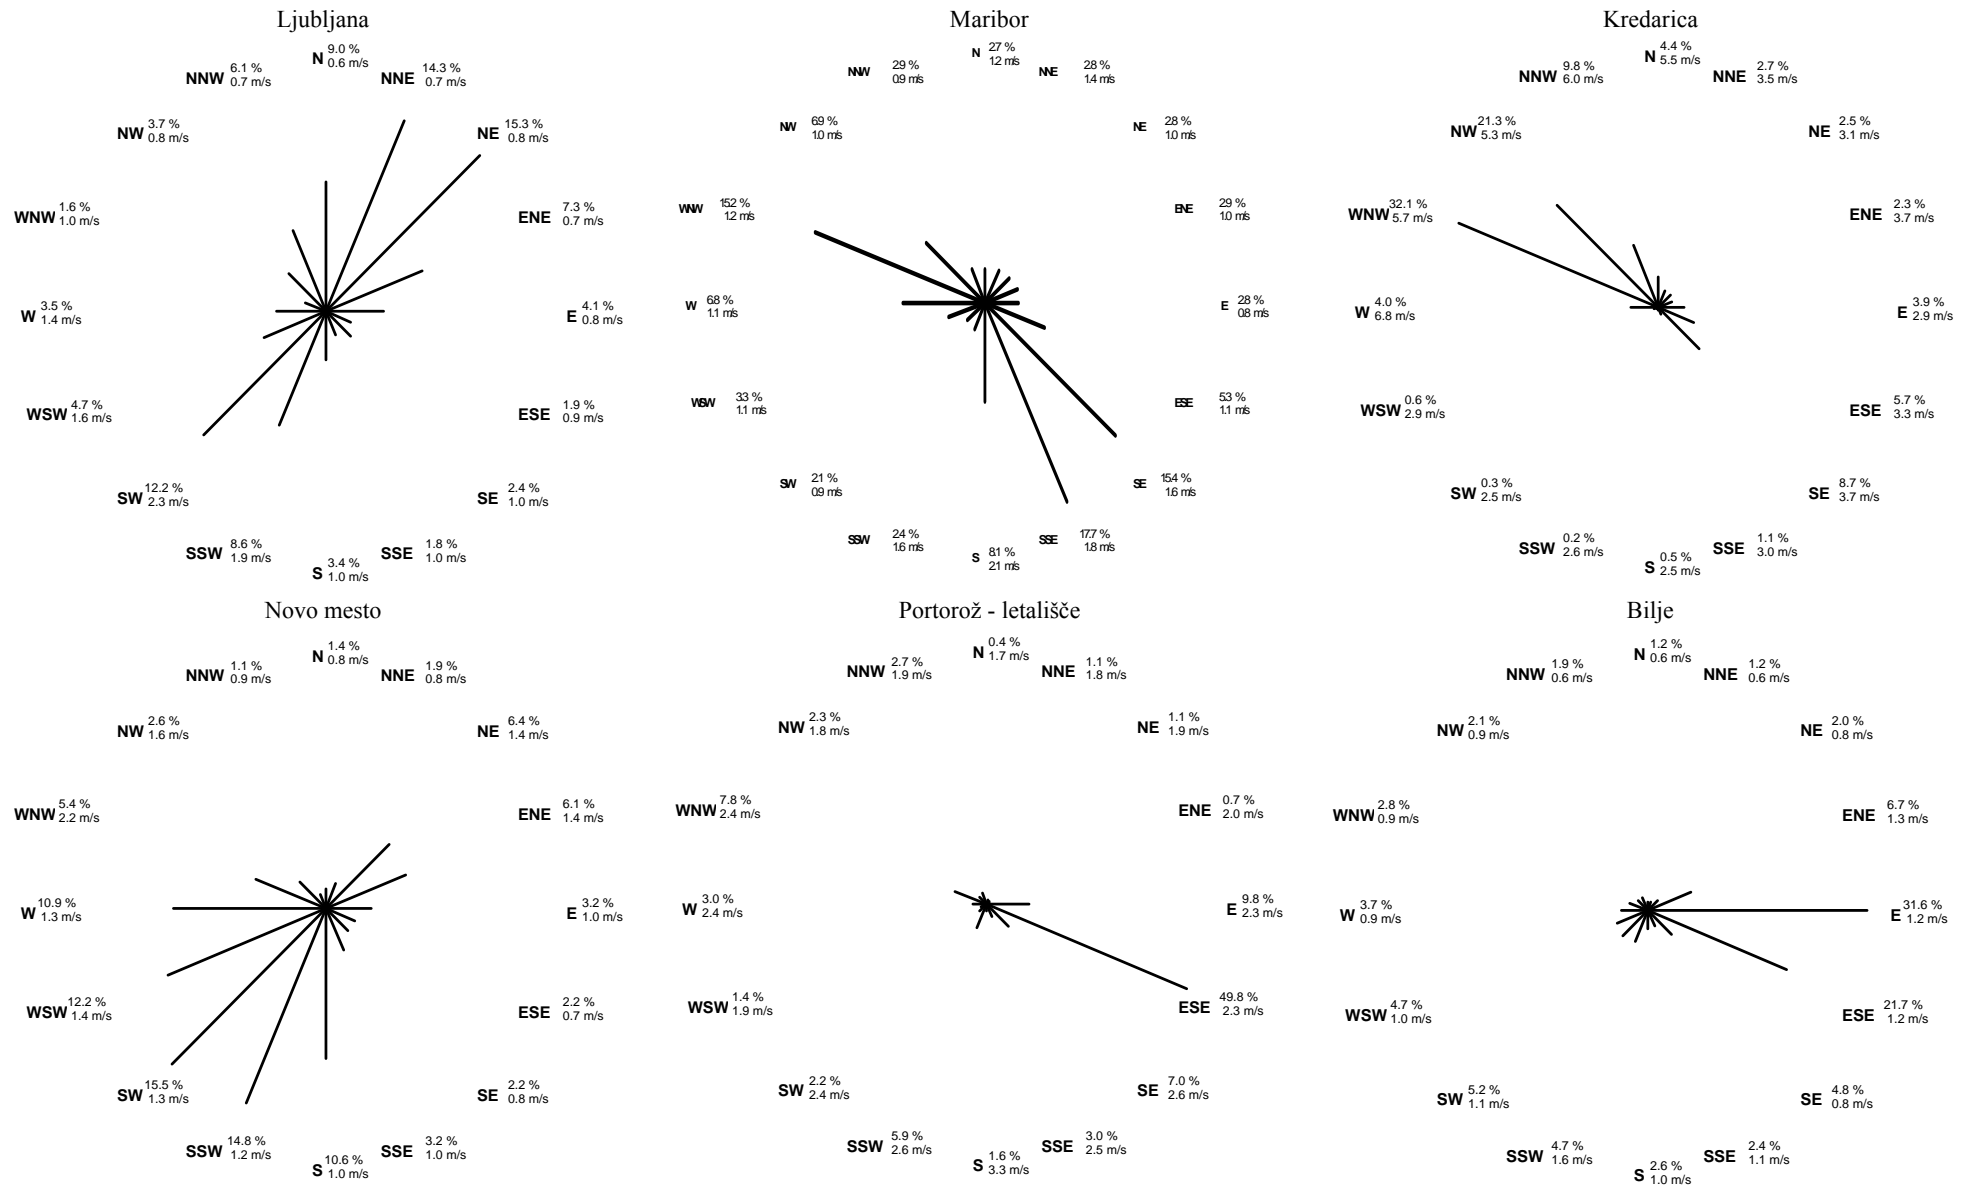 Ljubljana
N 9.0 %
0.6 m/s
NNW 6.1 %
0.7 m/s
NNE 14.3 %
0.7 m/s
NW 3.7 %
0.8 m/s
NE 15.3 %
0.8 m/s
WNW 1.6 %
1.0 m/s
ENE 7.3 %
0.7 m/s
W 3.5 %
1.4 m/s
E 4.1 %
0.8 m/s
WSW 4.7 %
1.6 m/s
ESE 1.9 %
0.9 m/s
SW 12.2 %
2.3 m/s
SE 2.4 %
1.0 m/s
SSW 8.6 %
1.9 m/s
SSE 1.8 %
1.0 m/s
S 3.4 %
1.0 m/s
Maribor
N 2.7 %
1.2 m/s
NNW 2.9 %
0.9 m/s
NNE 2.8 %
1.4 m/s
NW 6.9 %
1.0 m/s
NE 2.8 %
1.0 m/s
WNW 15.2 %
1.2 m/s
ENE 2.9 %
1.0 m/s
W 6.8 %
1.1 m/s
E 2.8 %
0.8 m/s
WSW 3.3 %
1.1 m/s
ESE 5.3 %
1.1 m/s
SW 2.1 %
0.9 m/s
SE 15.4 %
1.6 m/s
SSW 2.4 %
1.6 m/s
SSE 17.7 %
1.8 m/s
S 8.1 %
2.1 m/s
Kredarica
N 4.4 %
5.5 m/s
NNW 9.8 %
6.0 m/s
NNE 2.7 %
3.5 m/s
NW 21.3 %
5.3 m/s
NE 2.5 %
3.1 m/s
WNW 32.1 %
5.7 m/s
ENE 2.3 %
3.7 m/s
W 4.0 %
6.8 m/s
E 3.9 %
2.9 m/s
WSW 0.6 %
2.9 m/s
ESE 5.7 %
3.3 m/s
SW 0.3 %
2.5 m/s
SE 8.7 %
3.7 m/s
SSW 0.2 %
2.6 m/s
SSE 1.1 %
3.0 m/s
S 0.5 %
2.5 m/s
Novo mesto
N 1.4 %
0.8 m/s
NNW 1.1 %
0.9 m/s
NNE 1.9 %
0.8 m/s
NW 2.6 %
1.6 m/s
NE 6.4 %
1.4 m/s
WNW 5.4 %
2.2 m/s
ENE 6.1 %
1.4 m/s
W 10.9 %
1.3 m/s
E 3.2 %
1.0 m/s
WSW 12.2 %
1.4 m/s
ESE 2.2 %
0.7 m/s
SW 15.5 %
1.3 m/s
SE 2.2 %
0.8 m/s
SSW 14.8 %
1.2 m/s
SSE 3.2 %
1.0 m/s
S 10.6 %
1.0 m/s
Portorož - letališče
N 0.4 %
1.7 m/s
NNW 2.7 %
1.9 m/s
NNE 1.1 %
1.8 m/s
NW 2.3 %
1.8 m/s
NE 1.1 %
1.9 m/s
WNW 7.8 %
2.4 m/s
ENE 0.7 %
2.0 m/s
W 3.0 %
2.4 m/s
E 9.8 %
2.3 m/s
WSW 1.4 %
1.9 m/s
ESE 49.8 %
2.3 m/s
SW 2.2 %
2.4 m/s
SE 7.0 %
2.6 m/s
SSW 5.9 %
2.6 m/s
SSE 3.0 %
2.5 m/s
S 1.6 %
3.3 m/s
Bilje
N 1.2 %
0.6 m/s
NNW 1.9 %
0.6 m/s
NNE 1.2 %
0.6 m/s
NW 2.1 %
0.9 m/s
NE 2.0 %
0.8 m/s
WNW 2.8 %
0.9 m/s
ENE 6.7 %
1.3 m/s
W 3.7 %
0.9 m/s
E 31.6 %
1.2 m/s
WSW 4.7 %
1.0 m/s
ESE 21.7 %
1.2 m/s
SW 5.2 %
1.1 m/s
SE 4.8 %
0.8 m/s
SSW 4.7 %
1.6 m/s
SSE 2.4 %
1.1 m/s
S 2.6 %
1.0 m/s